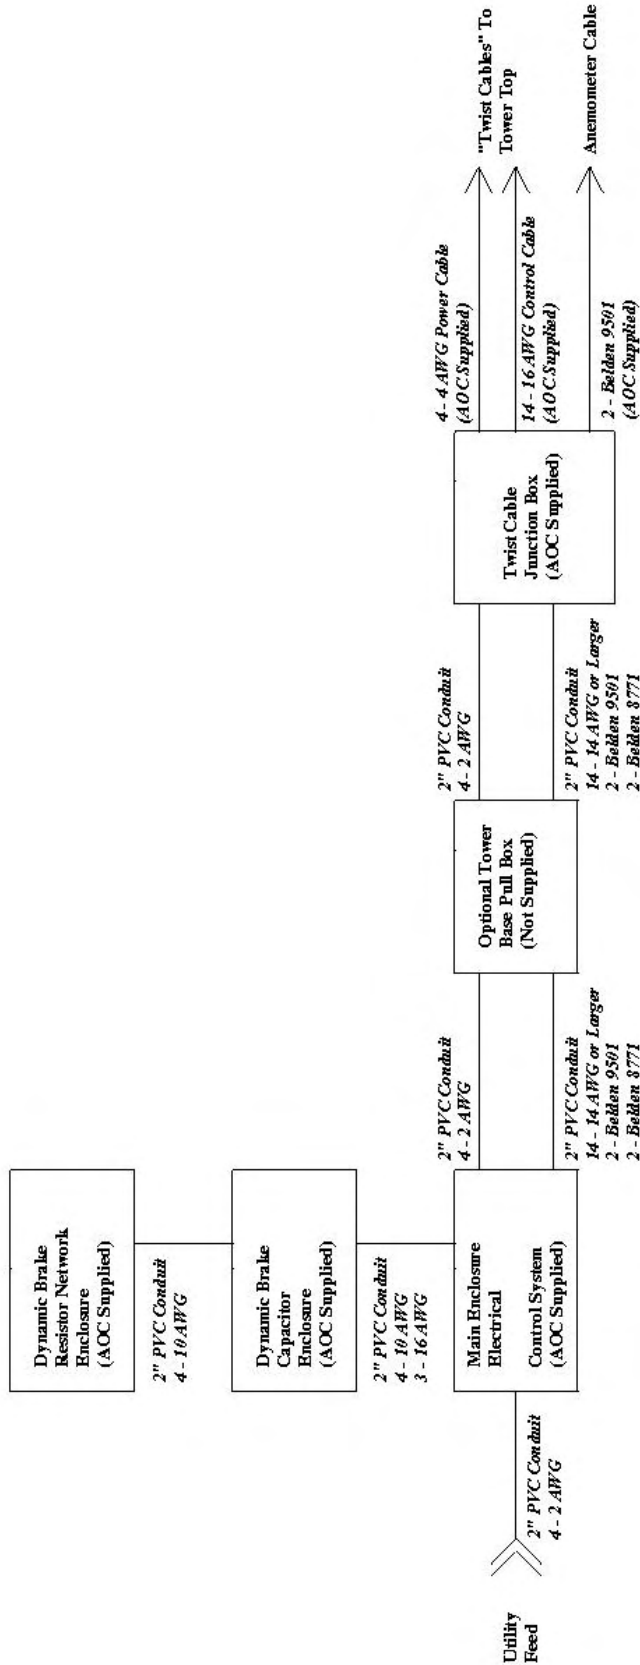 Dynamic Brake
Resistor Network
Enclosure
(AOC Supplied)
2" PVC Conduit
4 - 10 AWG
Dynamic Brake
Capacitor
Enclosure
(AOC Supplied)
2" PVC Conduit
4 - 10 AWG
3 - 16 AWG
Utility
Feed
2" PVC Conduit
4 - 2 AWG
Main Enclosure
Electrical
Control System
(AOC Supplied)
2" PVC Conduit
4 - 2 AWG
2" PVC Conduit
14 - 14 AWG or Larger
2 - Belden 9501
2 - Belden 8771
Optional Tower
Base Pull Box
(Not Supplied)
2" PVC Conduit
4 - 2 AWG
2" PVC Conduit
14 - 14 AWG or Larger
2 - Belden 9501
2 - Belden 8771
Twist Cable
Junction Box
(AOC Supplied)
4 - 4 AWG Power Cable
(AOC Supplied)
14 - 16 AWG Control Cable
(AOC Supplied)
2 - Belden 9501
(AOC Supplied)
"Twist Cables" To
Tower Top
Anemometer Cable